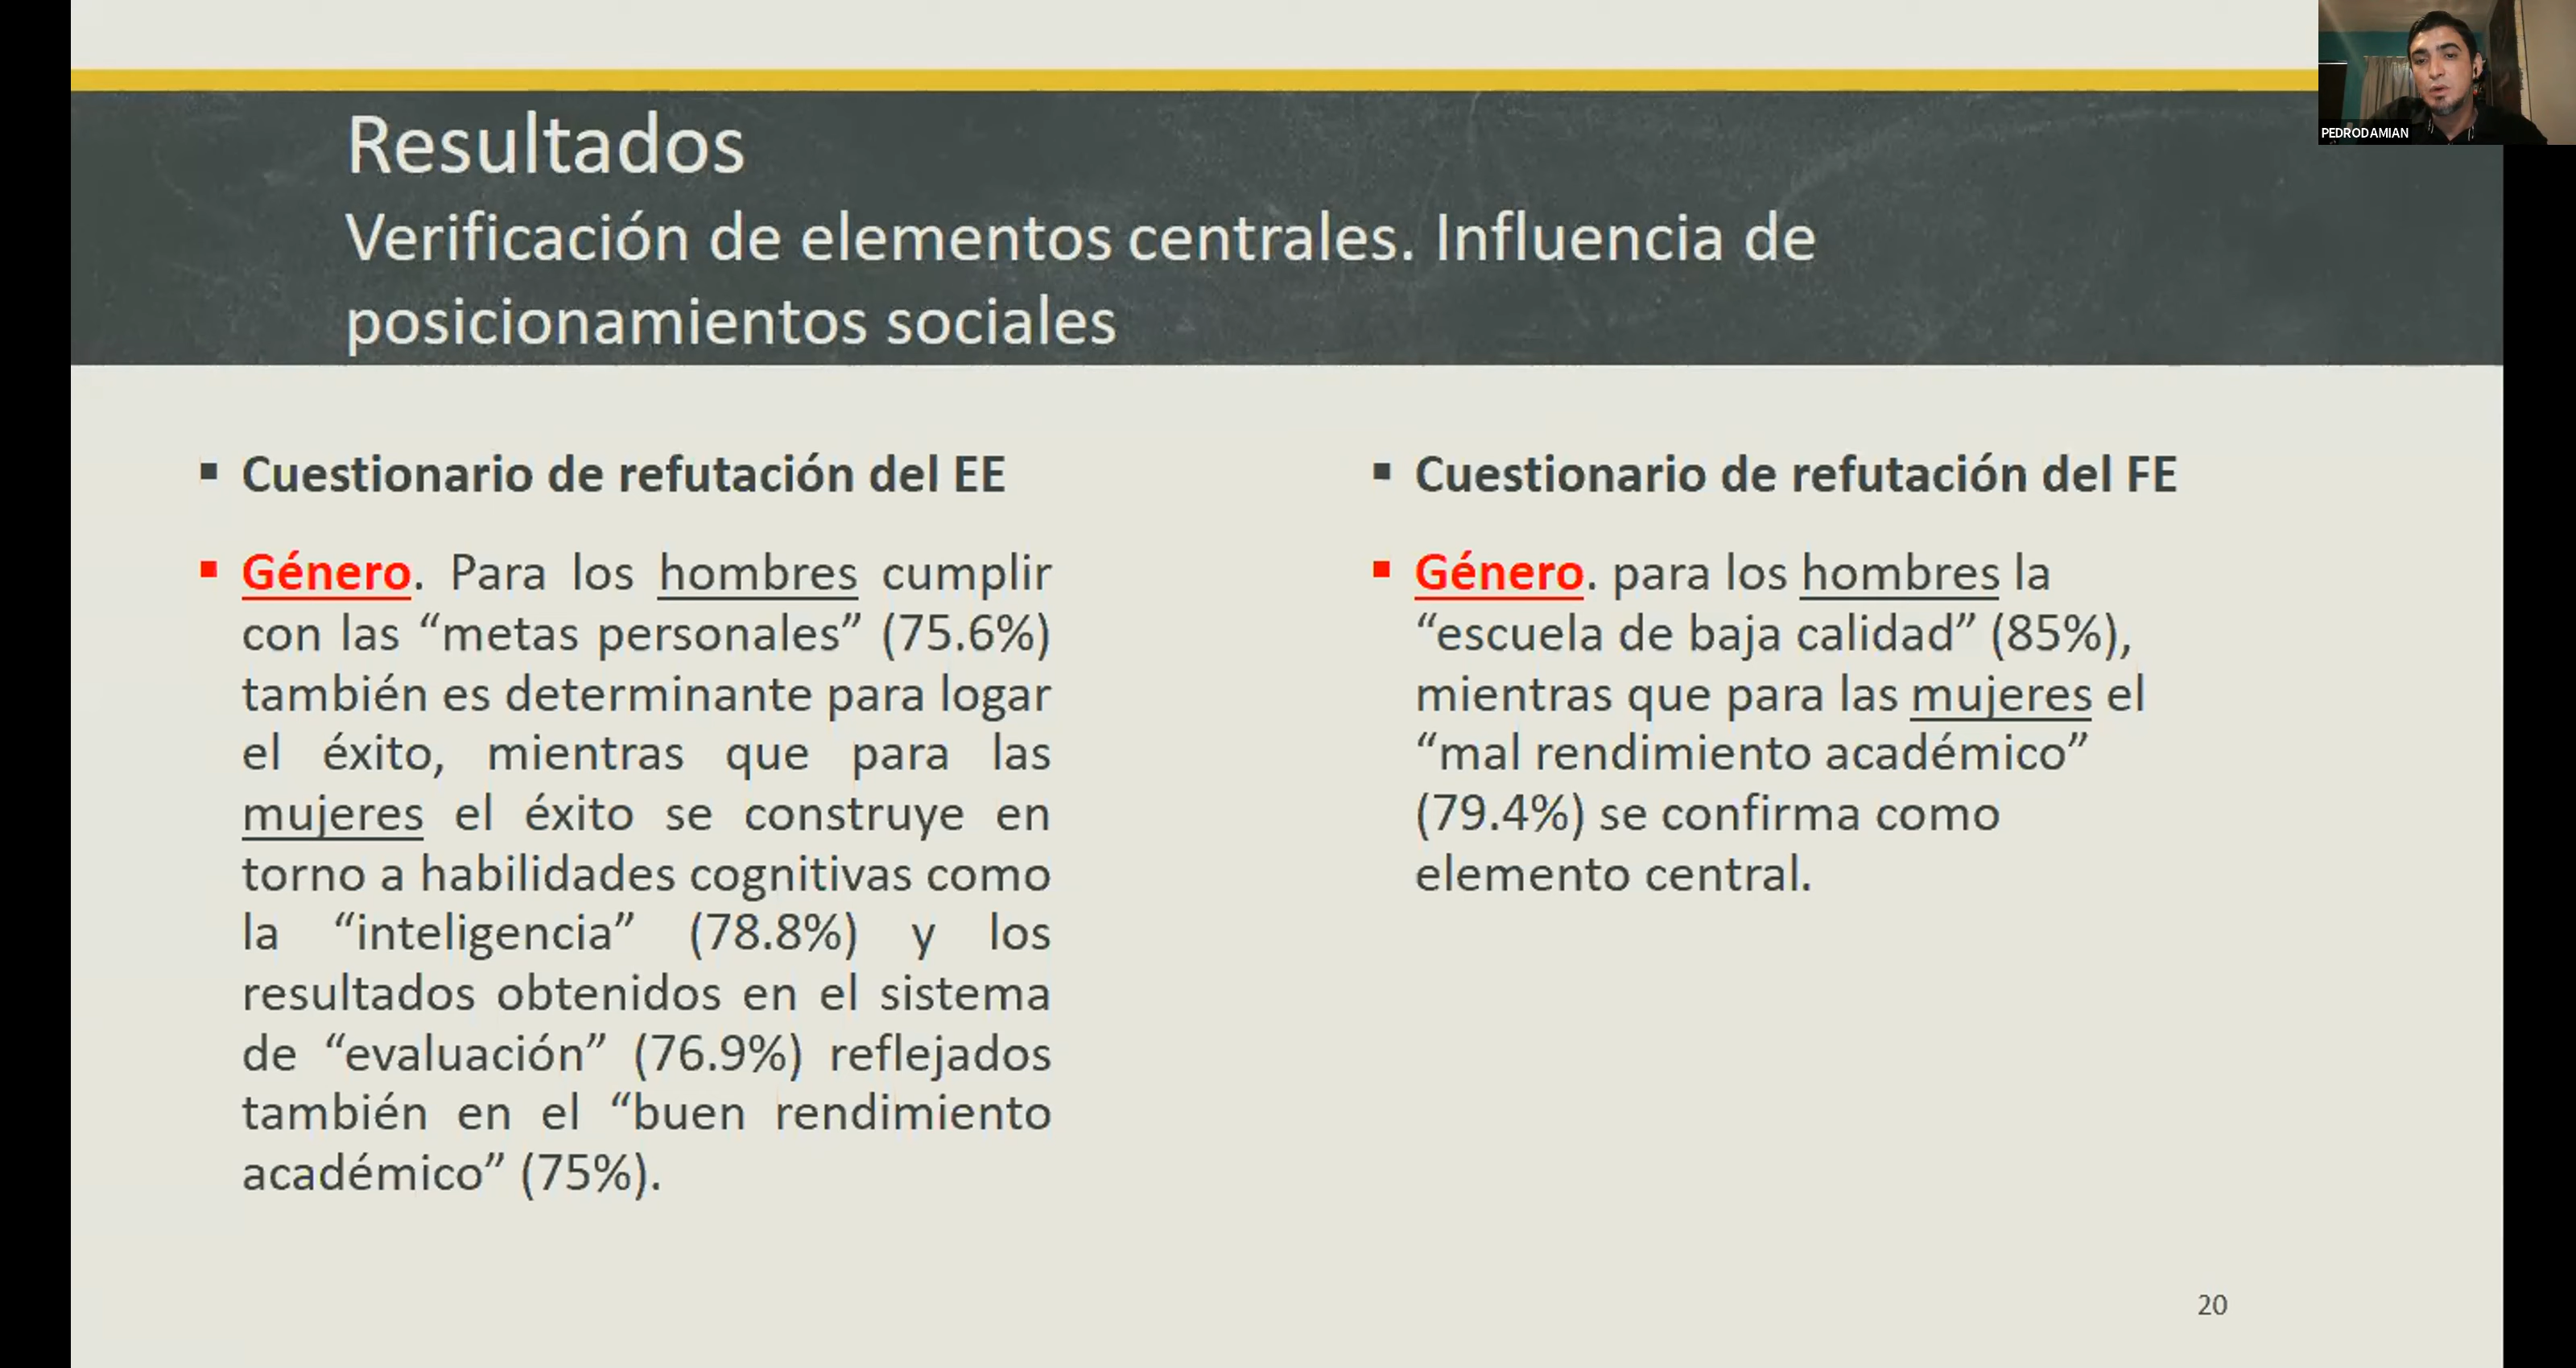 PEDRODAMIAN
Resultados
Verificación de elementos centrales. Influencia de
posicionamientos sociales
▪ Cuestionario de refutación del EE
▪ Género. Para los hombres cumplir
con las “metas personales” (75.6%)
también es determinante para logar
el éxito, mientras que para las
mujeres el éxito se construye en
torno a habilidades cognitivas como
la “inteligencia” (78.8%) y los
resultados obtenidos en el sistema
de “evaluación” (76.9%) reflejados
también en el “buen rendimiento
académico” (75%).
▪ Cuestionario de refutación del FE
▪ Género. para los hombres la
“escuela de baja calidad” (85%),
mientras que para las mujeres el
“mal rendimiento académico”
(79.4%) se confirma como
elemento central.
20